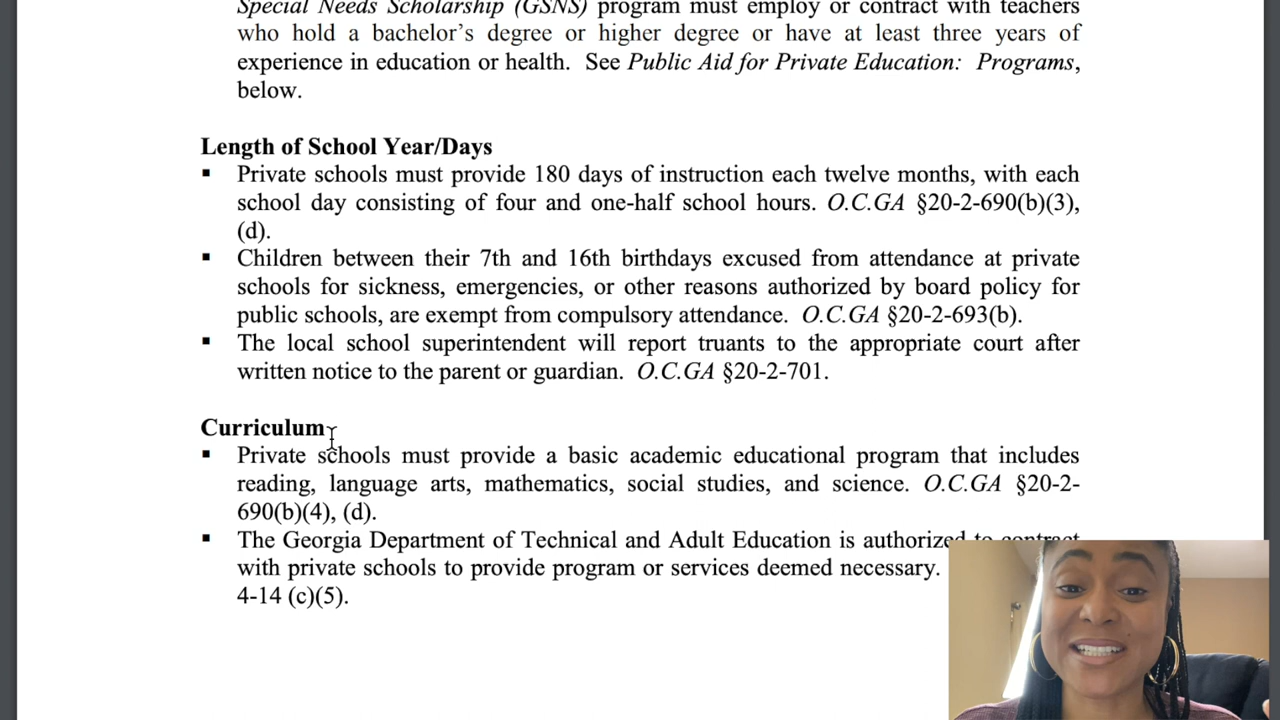 Special Needs Scholarship (GSNS) program must employ or contract with teachers
who hold a bachelor's degree or higher degree or have at least three years of
experience in education or health. See Public Aid for Private Education: Programs,
below.
Length of School Year/Days
▪ Private schools must provide 180 days of instruction each twelve months, with each
school day consisting of four and one-half school hours. O.C.GA §20-2-690(b)(3),
(d).
▪ Children between their 7th and 16th birthdays excused from attendance at private
schools for sickness, emergencies, or other reasons authorized by board policy for
public schools, are exempt from compulsory attendance. O.C.GA §20-2-693(b).
▪ The local school superintendent will report truants to the appropriate court after
written notice to the parent or guardian. O.C.GA §20-2-701.
Curriculum
▪ Private schools must provide a basic academic educational program that includes
reading, language arts, mathematics, social studies, and science. O.C.GA §20-2-
690(b)(4), (d).
▪ The Georgia Department of Technical and Adult Education is authorized to contract
with private schools to provide program or services deemed necessary.
4-14 (c)(5).